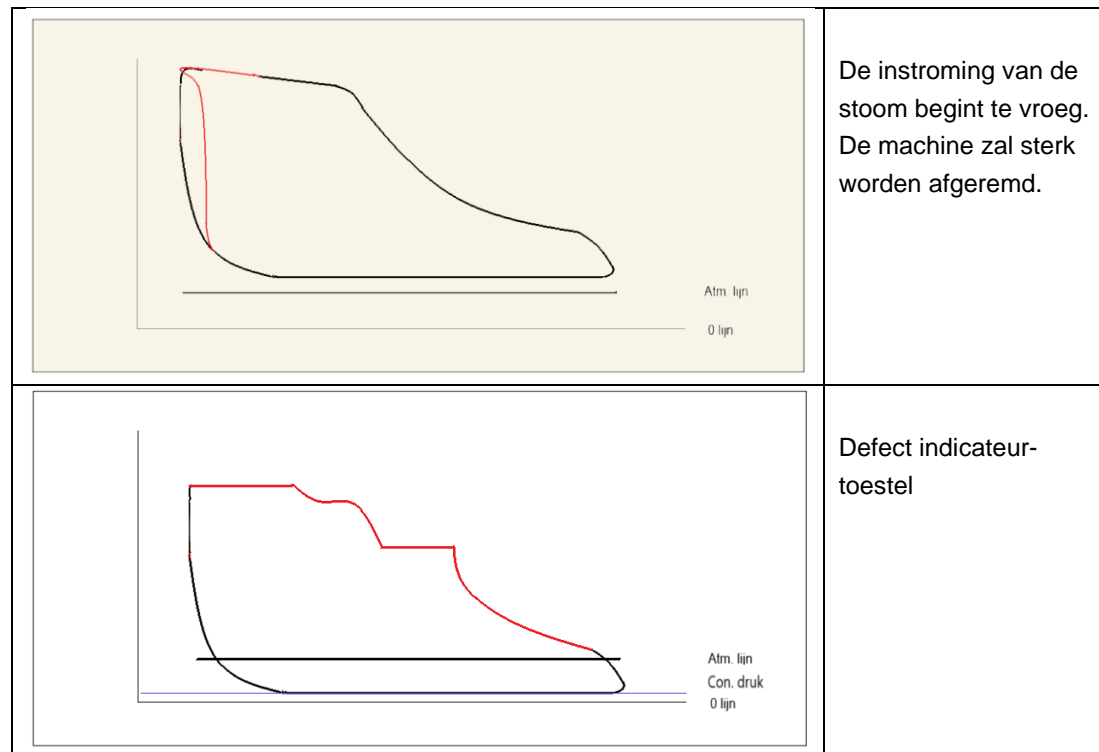 De instroming van de
stoom begint te vroeg.
De machine zal sterk
worden afgeremd.
Atm lijn
0 lijn
Defect indicateur-
toestel
Atm. lijn
Con. druk
0 lijn